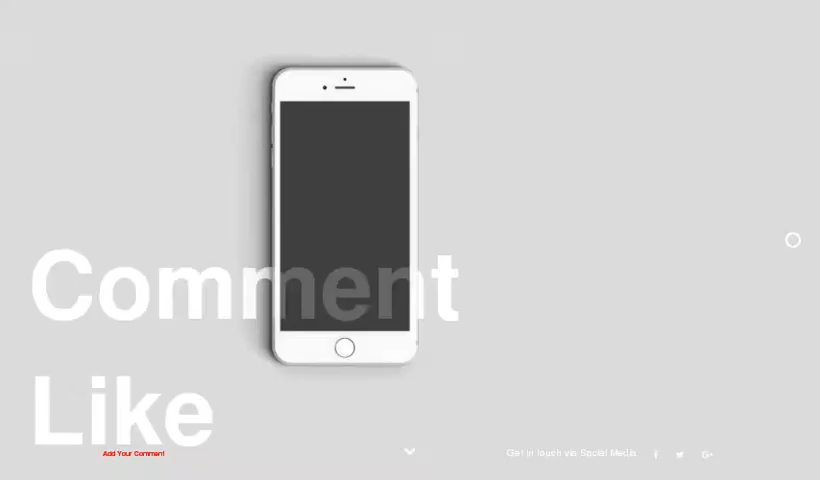 Comment
Like
Add Your Comment
Get in touch via Social Media
G+